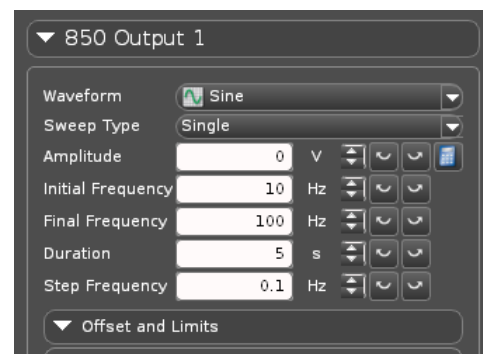 850 Output 1
Waveform Sine
Sweep Type Single
Amplitude 0 V
Initial Frequency 10 Hz
Final Frequency 100 Hz
Duration 5 s
Step Frequency 0.1 Hz
Offset and Limits